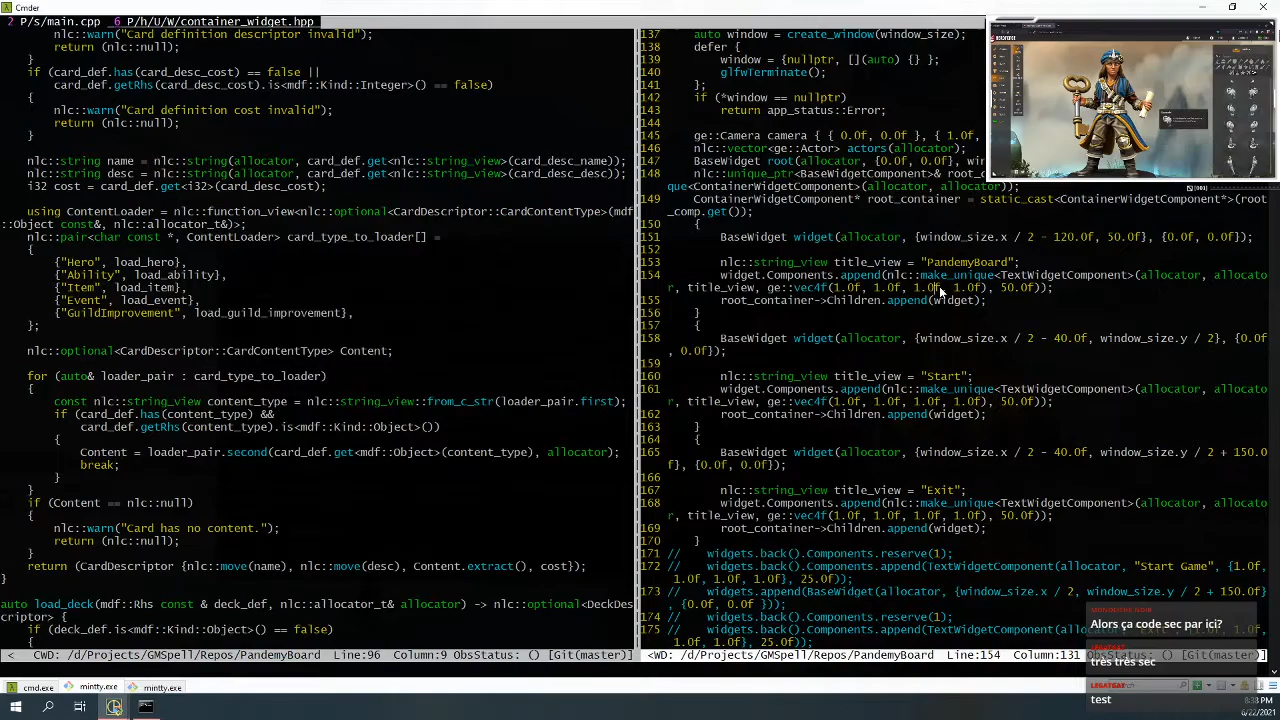 Cmder
2 P/s/main.cpp  6 P/h/U/W/container_widget.hpp
nlc::warn("Card definition descriptor invalid");
return (nlc::null);
}
if (card_def.has(card_desc_cost) == false ||
card_def.getRhs(card_desc_cost).is<mdf::Kind::Integer>() == false)
{
nlc::warn("Card definition cost invalid");
return (nlc::null);
}
nlc::string name = nlc::string(allocator, card_def.get<nlc::string_view>(card_desc_name));
nlc::string desc = nlc::string(allocator, card_def.get<nlc::string_view>(card_desc_desc));
i32 cost = card_def.get<i32>(card_desc_cost);
using ContentLoader = nlc::function_view<nlc::optional<CardDescriptor::CardContentType>(mdf
::Object const&, nlc::allocator_t&)>;
nlc::pair<char const *, ContentLoader> card_type_to_loader[] =
{
{"Hero", load_hero},
{"Ability", load_ability},
{"Item", load_item},
{"Event", load_event},
{"GuildImprovement", load_guild_improvement},
};
nlc::optional<CardDescriptor::CardContentType> Content;
for (auto& loader_pair : card_type_to_loader)
{
const nlc::string_view content_type = nlc::string_view::from_c_str(loader_pair.first);
if (card_def.has(content_type) &&
card_def.getRhs(content_type).is<mdf::Kind::Object>())
{
Content = loader_pair.second(card_def.get<mdf::Object>(content_type), allocator);
break;
}
}
if (Content == nlc::null)
{
nlc::warn("Card has no content.");
return (nlc::null);
}
return (CardDescriptor {nlc::move(name), nlc::move(desc), Content.extract(), cost});
}
auto load_deck(mdf::Rhs const & deck_def, nlc::allocator_t& allocator) -> nlc::optional<DeckDes
criptor> {
if (deck_def.is<mdf::Kind::Object>() == false)
{
< CWD: /d/Projects/GMSpell/Repos/PandemyBoard Line:96 Column:9 ObsStatus: () [Git(master)]
137 auto window = create_window(window_size);
138 defer {
139 window = {nullptr, [](auto) {} };
140 glfwTerminate();
141 };
142 if (*window == nullptr)
143 return app_status::Error;
144
145 ge::Camera camera { { 0.0f, 0.0f }, { 1.0f
146 nlc::vector<ge::Actor> actors(allocator);
147 BaseWidget root(allocator, {0.0f, 0.0f}, win
148 nlc::unique_ptr<BaseWidgetComponent>& root_c
que<ContainerWidgetComponent>(allocator, allocator));
149 ContainerWidgetComponent* root_container = static_cast<ContainerWidgetComponent*>(root
_comp.get());
150 {
151 BaseWidget widget(allocator, {window_size.x / 2 - 120.0f, 50.0f}, {0.0f, 0.0f});
152
153 nlc::string_view title_view = "PandemyBoard";
154 widget.Components.append(nlc::make_unique<TextWidgetComponent>(allocator, allocato
r, title_view, ge::vec4f(1.0f, 1.0f, 1.0f, 1.0f), 50.0f));
155 root_container->Children.append(widget);
156 }
157 {
158 BaseWidget widget(allocator, {window_size.x / 2 - 40.0f, window_size.y / 2}, {0.0f
, 0.0f});
159
160 nlc::string_view title_view = "Start";
161 widget.Components.append(nlc::make_unique<TextWidgetComponent>(allocator, allocato
r, title_view, ge::vec4f(1.0f, 1.0f, 1.0f, 1.0f), 50.0f));
162 root_container->Children.append(widget);
163 }
164 {
165 BaseWidget widget(allocator, {window_size.x / 2 - 40.0f, window_size.y / 2 + 150.0
f}, {0.0f, 0.0f});
166
167 nlc::string_view title_view = "Exit";
168 widget.Components.append(nlc::make_unique<TextWidgetComponent>(allocator, allocato
r, title_view, ge::vec4f(1.0f, 1.0f, 1.0f, 1.0f), 50.0f));
169 root_container->Children.append(widget);
170 }
171 // widgets.back().Components.reserve(1);
172 // widgets.back().Components.append(TextWidgetComponent(allocator, "Start Game", {1.0f,
1.0f, 1.0f, 1.0f}, 25.0f));
173 // widgets.append(BaseWidget(allocator, {window_size.x / 2, window_size.y / 2 + 150.0f}
, {0.0f, 0.0f }));
174 // widgets.back().Components.reserve(1);
175 // widgets.back().Components.append(TextWidgetComponent(allocator, "Exit", {1.0f, 1.0f,
1.0f, 1.0f}, 25.0f));
<WD: /d/Projects/GMSpell/Repos/PandemyBoard Line:154 Column:131 ObsStatus: () [Git(master)]
Alors ça code sec par ici?
très très sec
test
cmd.exe
mintty.exe
mintty.exe
8:38 PM
6/22/2021